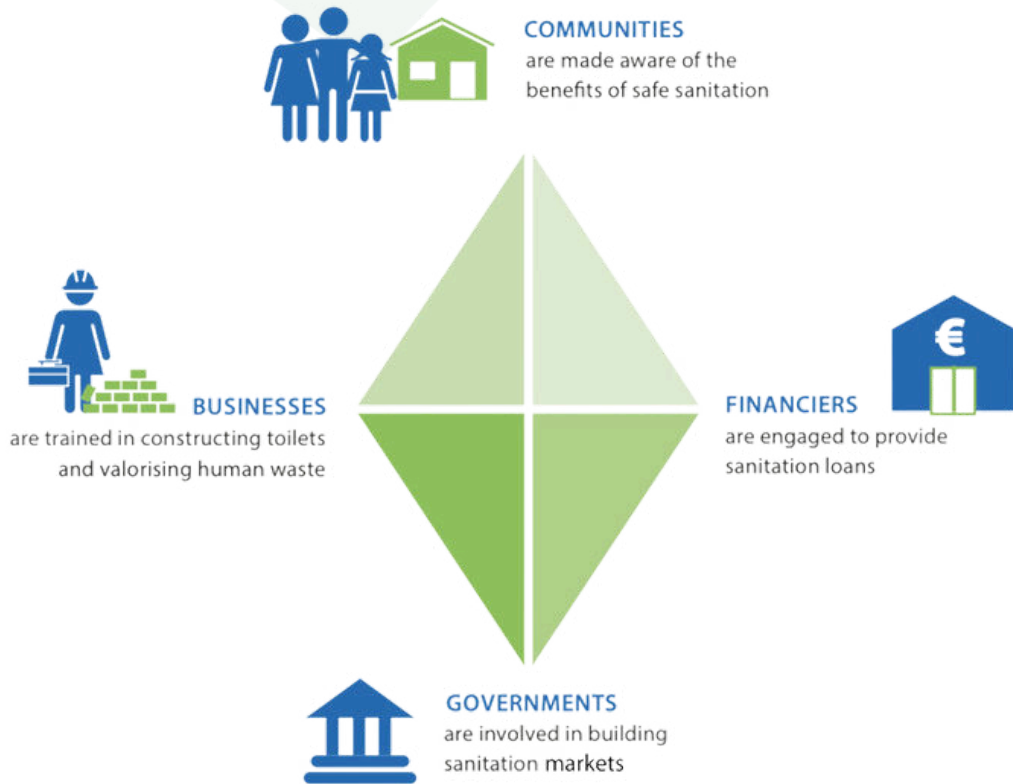 COMMUNITIES
are made aware of the
benefits of safe sanitation
€
BUSINESSES
are trained in constructing toilets
and valorising human waste
FINANCIERS
are engaged to provide
sanitation loans
GOVERNMENTS
are involved in building
sanitation markets